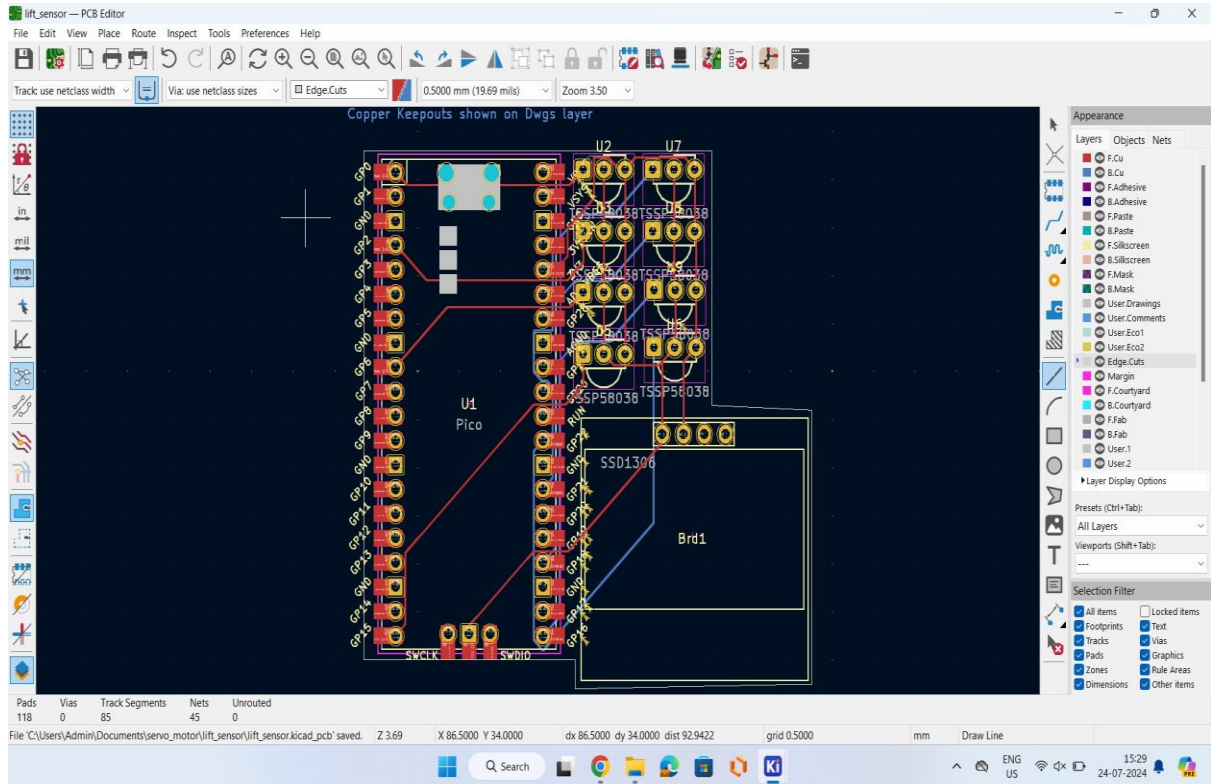 lift_sensor — PCB Editor
File Edit View Place Route Inspect Tools Preferences Help
Track: use netclass width Via: use netclass sizes Edge.Cuts 0.5000 mm (19.69 mils) Zoom 3.50
Copper Keepouts shown on Dwgs layer
Appearance
Layers Objects Nets
F.Cu
B.Cu
F.Adhesive
B.Adhesive
F.Paste
B.Paste
F.Silkscreen
B.Silkscreen
F.Mask
B.Mask
User.Drawings
User.Comments
User.Eco1
User.Eco2
Edge.Cuts
Margin
F.Courtyard
B.Courtyard
F.Fab
B.Fab
User.1
User.2
Layer Display Options
Presets (Ctrl+Tab):
All Layers
Viewports (Shift+Tab):
---
Selection Filter
All items Locked items
Footprints Text
Tracks Vias
Pads Graphics
Zones Rule Areas
Dimensions Other items
in
mil
mm
U2 U7
GP0
GP1
GND
GP2
GP3
GP4
GP5
GND
GP6
GP7
GP8
GP9
GND
GP10
GP11
GP12
GP13
GND
GP14
GP15
U1
Pico
VSYS
RUN
GND
GND
GP16
TSSP58038
SSD1306
Brd1
SWCLK SWDIO
Pads Vias Track Segments Nets Unrouted
118 0 85 45 0
File 'C:\Users\Admin\Documents\servo_motor\lift_sensor\lift_sensor.kicad_pcb' saved. Z 3.69 X 86.5000 Y 34.0000 dx 86.5000 dy 34.0000 dist 92.9422 grid 0.5000 mm Draw Line
Search
Ki
ENG
US
15:29
24-07-2024
PRE